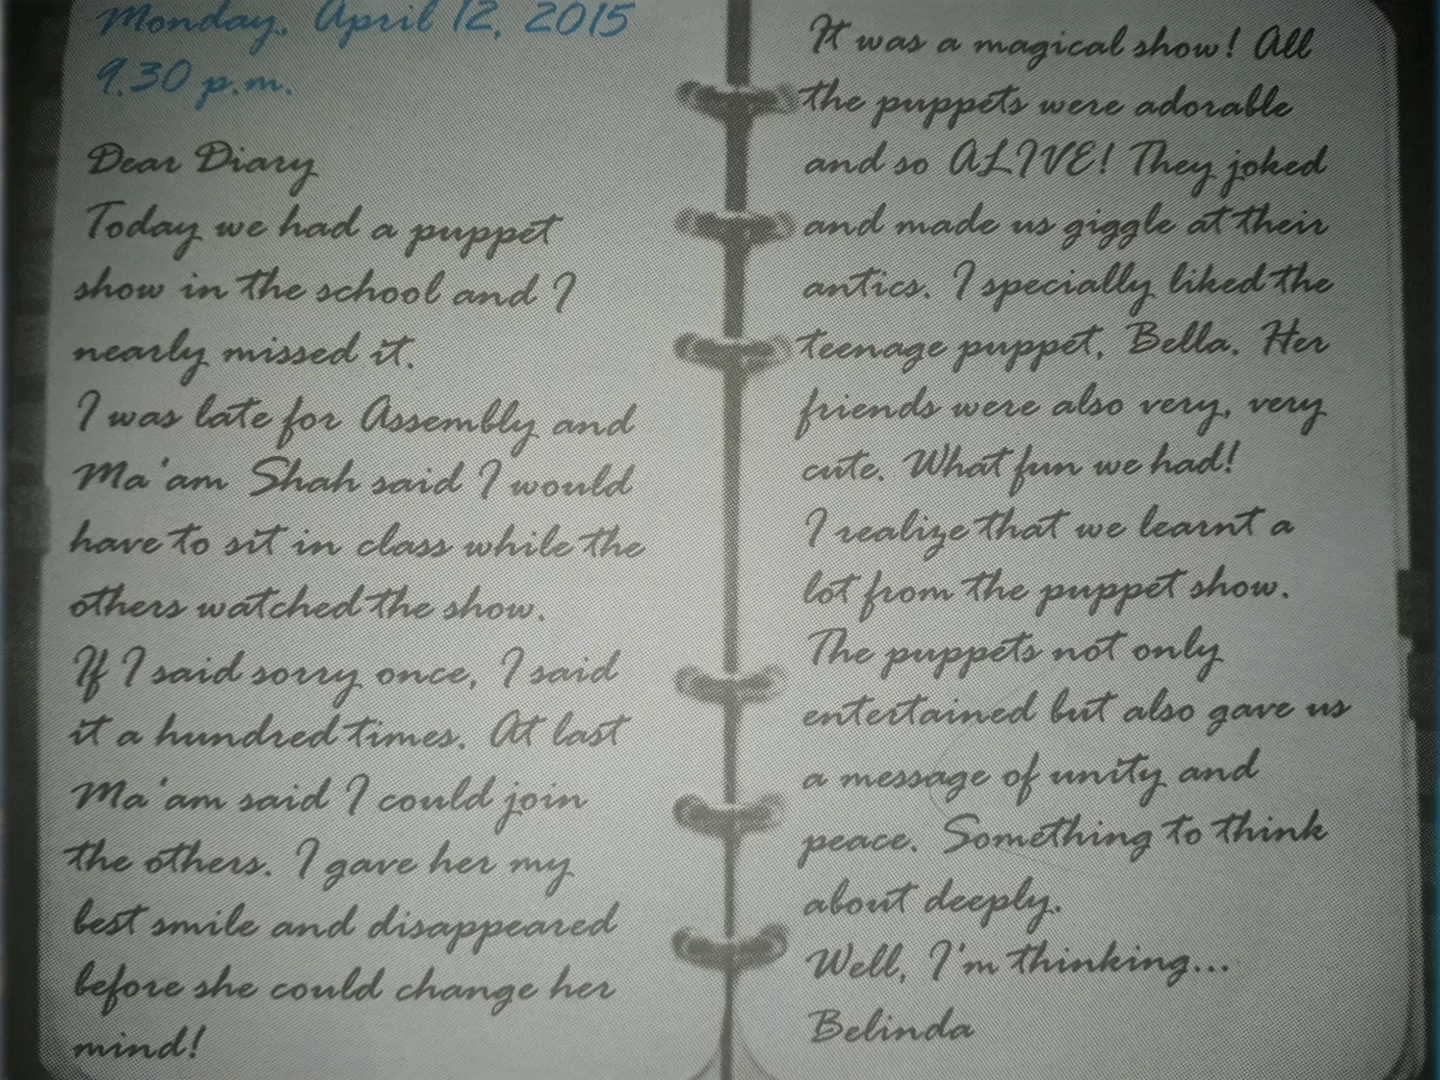 Monday, April 12, 2015
9.30 p.m.
Dear Diary
Today we had a puppet
show in the school and I
nearly missed it.
I was late for Assembly and
Ma'am Shah said I would
have to sit in class while the
others watched the show.
If I said sorry once, I said
it a hundred times. At last
Ma'am said I could join
the others. I gave her my
best smile and disappeared
before she could change her
mind!
It was a magical show! All
the puppets were adorable
and so ALIVE! They joked
and made us giggle at their
antics. I specially liked the
teenage puppet, Bella. Her
friends were also very, very
cute. What fun we had!
I realize that we learnt a
lot from the puppet show.
The puppets not only
entertained but also gave us
a message of unity and
peace. Something to think
about deeply.
Well, I'm thinking...
Belinda